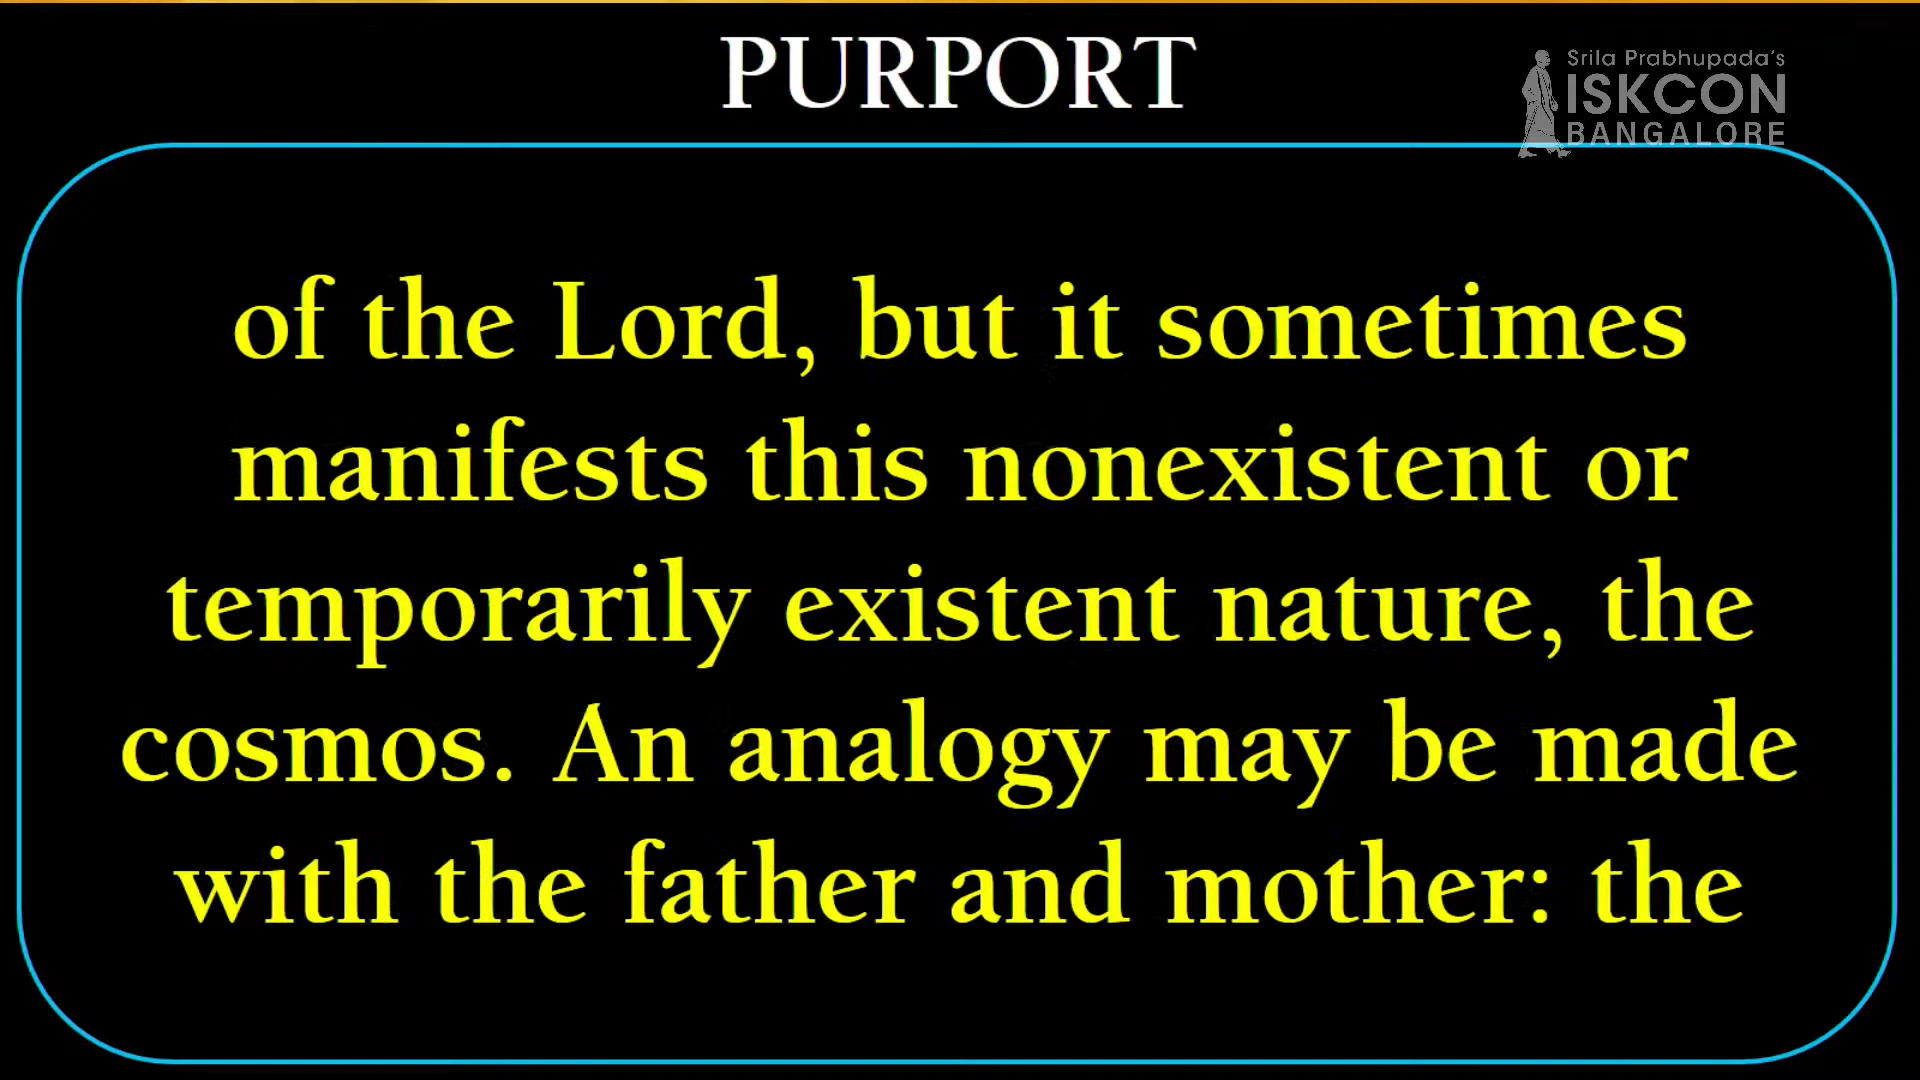 PURPORT
Srila Prabhupada's
ISKCON
BANGALORE
of the Lord, but it sometimes
manifests this nonexistent or
temporarily existent nature, the
cosmos. An analogy may be made
with the father and mother: the